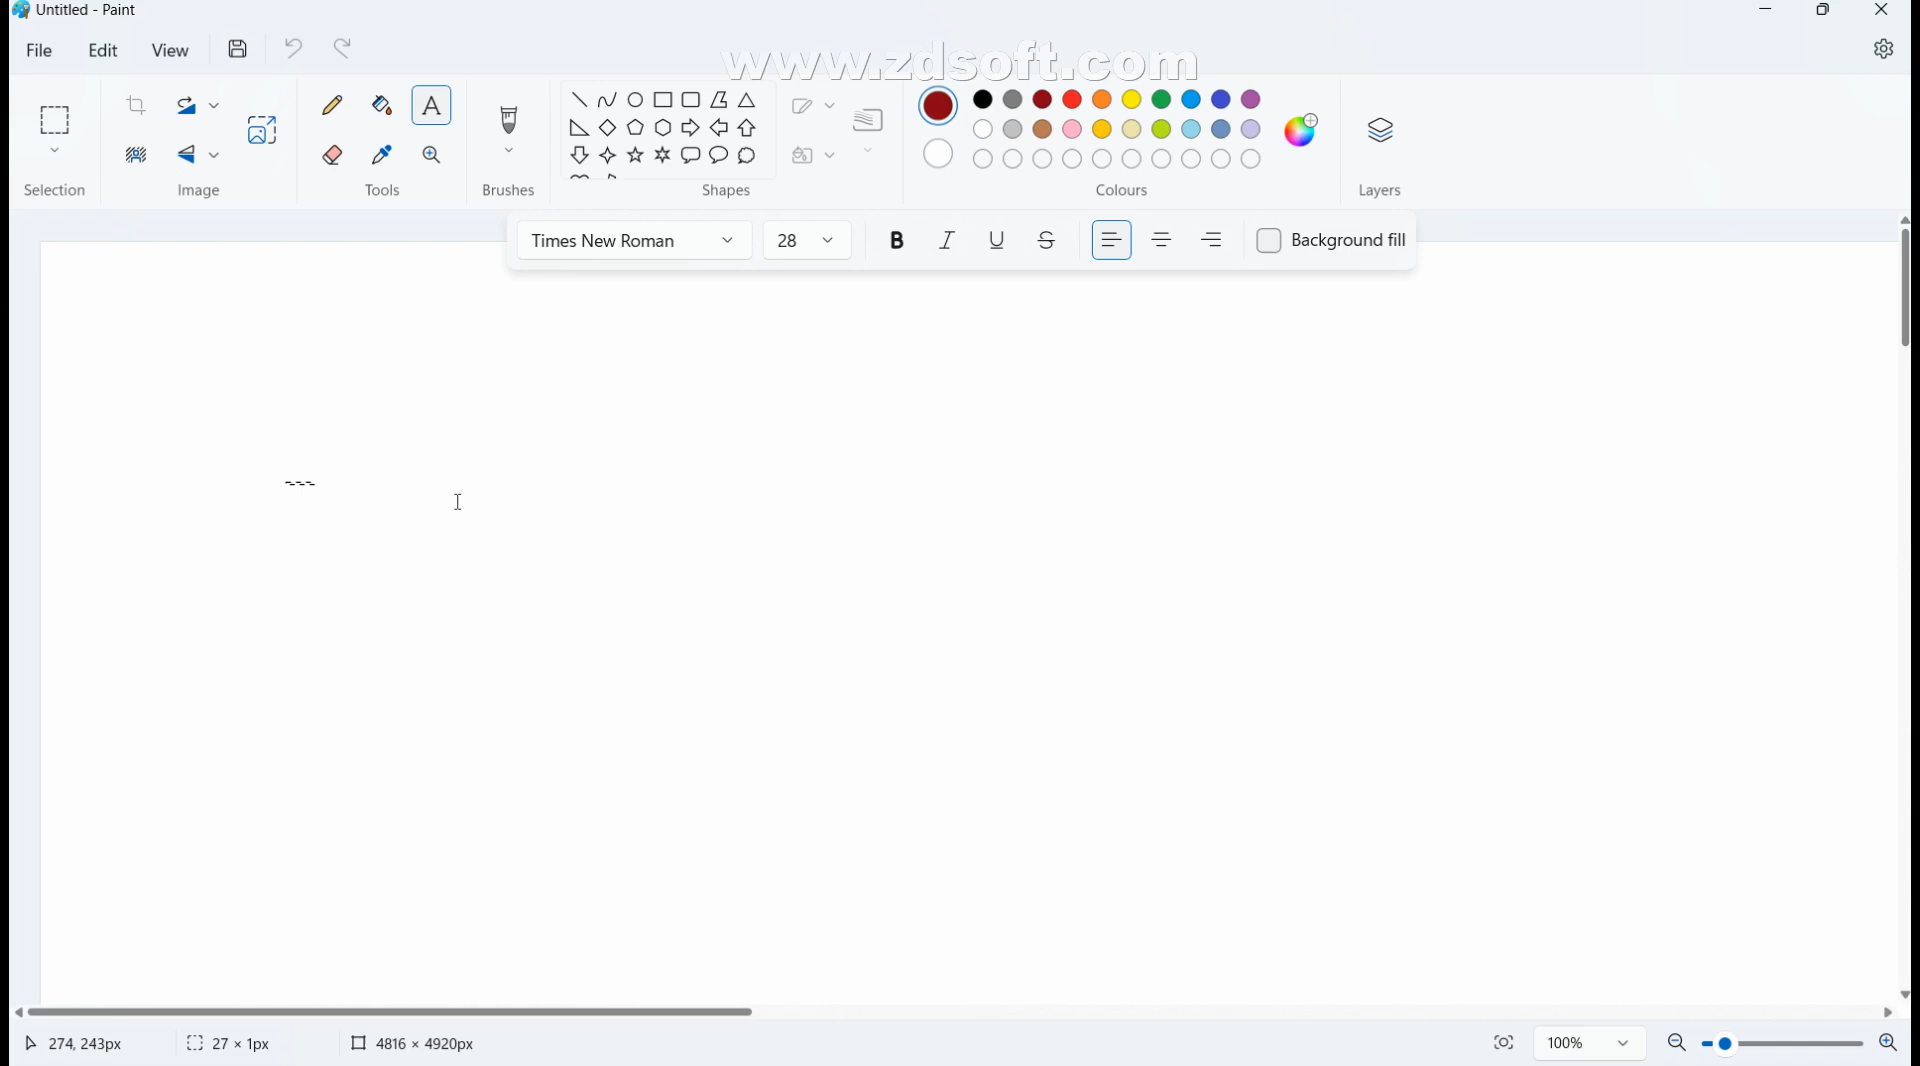 Untitled - Paint
File Edit View
www.zdsoft.com
Selection Image Tools Brushes Shapes Colours Layers
Times New Roman 28 B I U S Background fill
274, 243px 27 × 1px 4816 × 4920px 100%